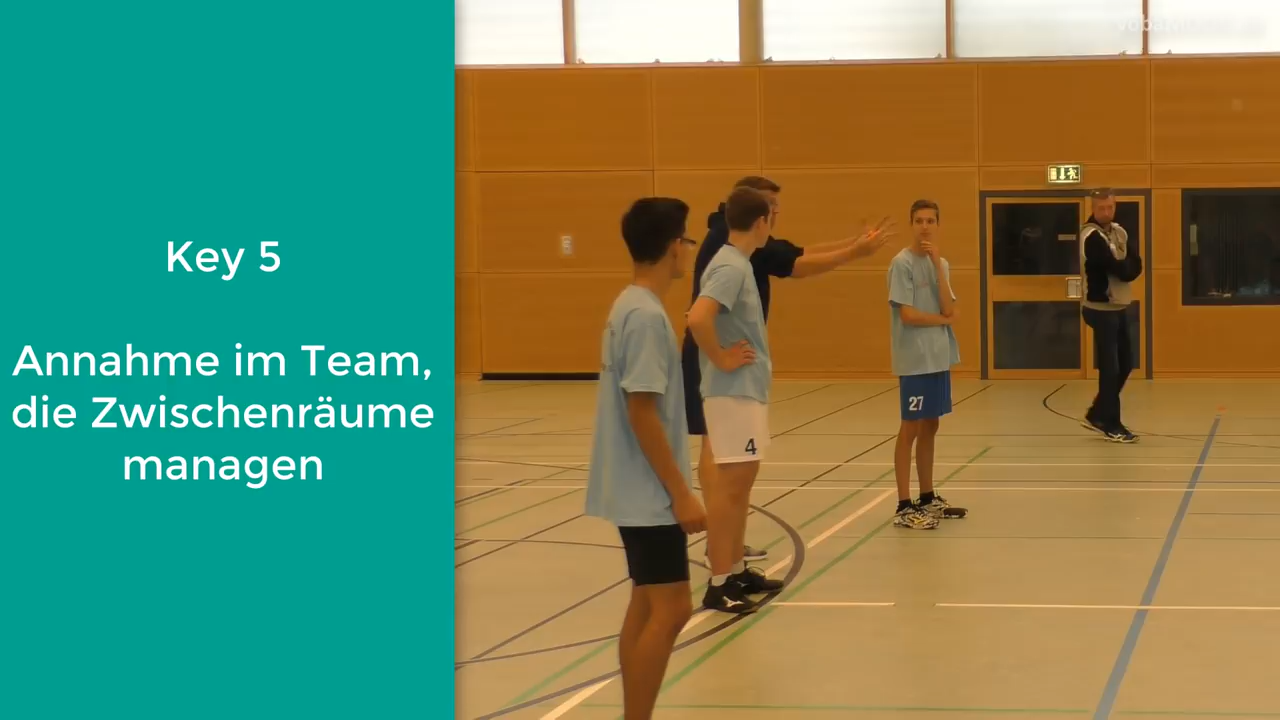 Key 5
Annahme im Team,
die Zwischenräume
managen
27
4